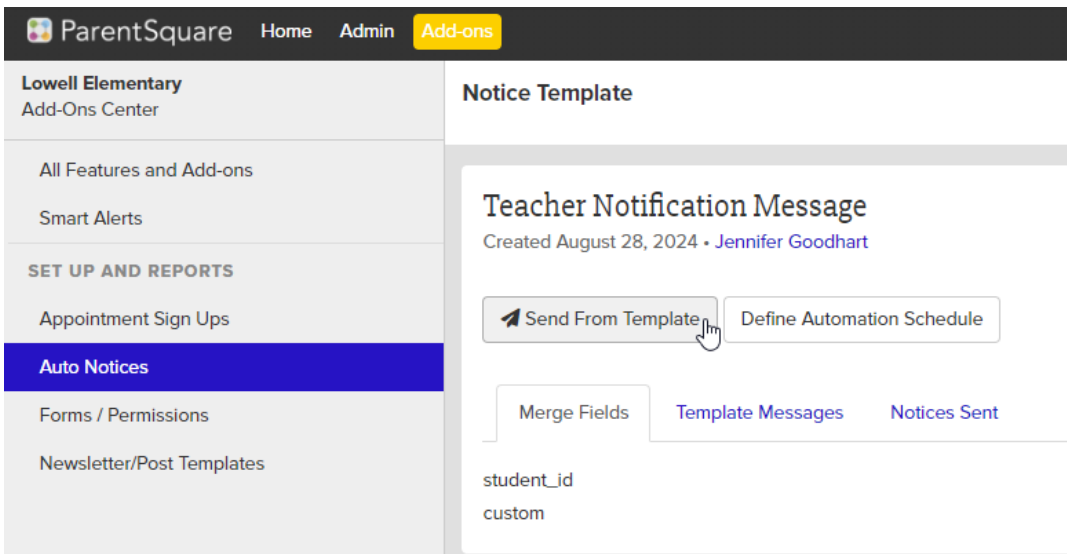 ParentSquare Home Admin Add-ons
Lowell Elementary
Add-Ons Center
All Features and Add-ons
Smart Alerts
SET UP AND REPORTS
Appointment Sign Ups
Auto Notices
Forms / Permissions
Newsletter/Post Templates
Notice Template
Teacher Notification Message
Created August 28, 2024 • Jennifer Goodhart
Send From Template Define Automation Schedule
Merge Fields Template Messages Notices Sent
student_id
custom